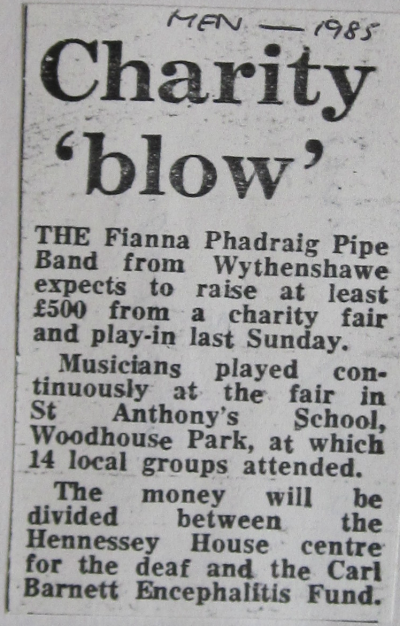 MEN — 1985
Charity
‘blow’
THE Fianna Phadraig Pipe
Band from Wythenshawe
expects to raise at least
£500 from a charity fair
and play-in last Sunday.
Musicians played con-
tinuously at the fair in
St Anthony's School,
Woodhouse Park, at which
14 local groups attended.
The money will be
divided between the
Hennessey House centre
for the deaf and the Carl
Barnett Encephalitis Fund.